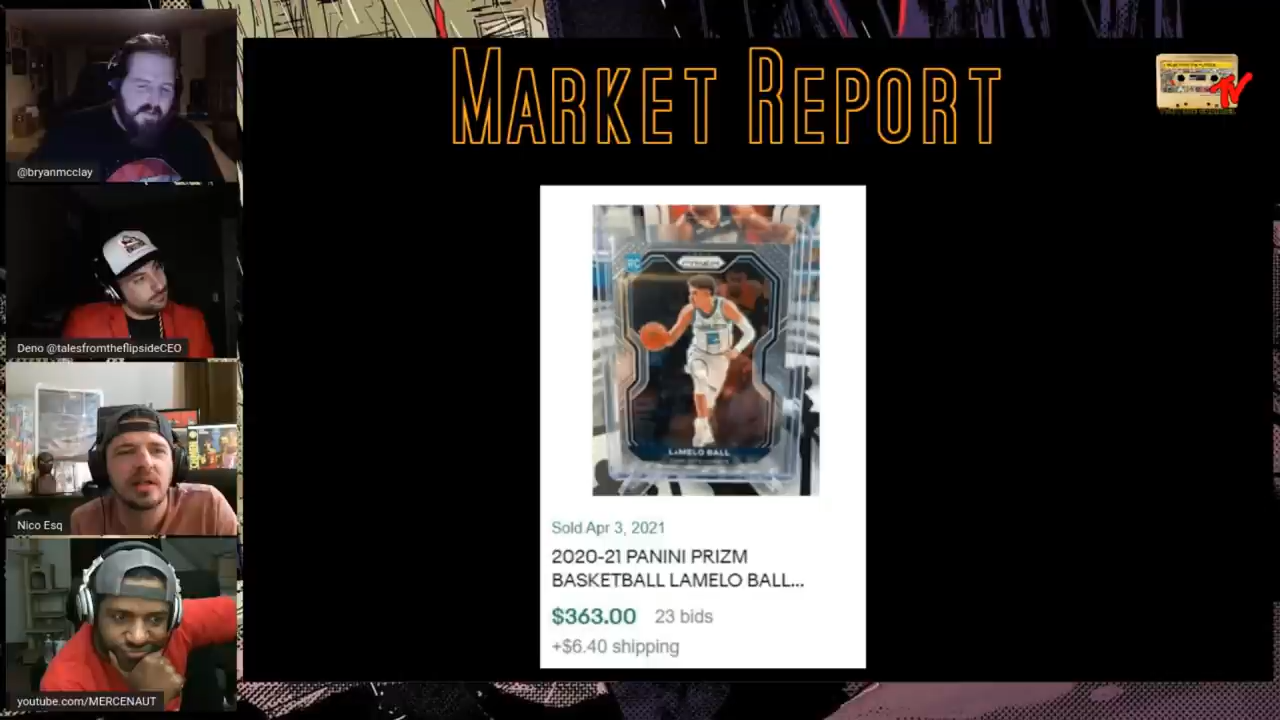 MARKET REPORT
TV
@bryanmcclay
Deno @talesfromtheflipsideCEO
Nico Esq
youtube.com/MERCENAUT
RC
PRIZM
LAMELO BALL
Sold Apr 3, 2021
2020-21 PANINI PRIZM
BASKETBALL LAMELO BALL...
$363.00 23 bids
+$6.40 shipping